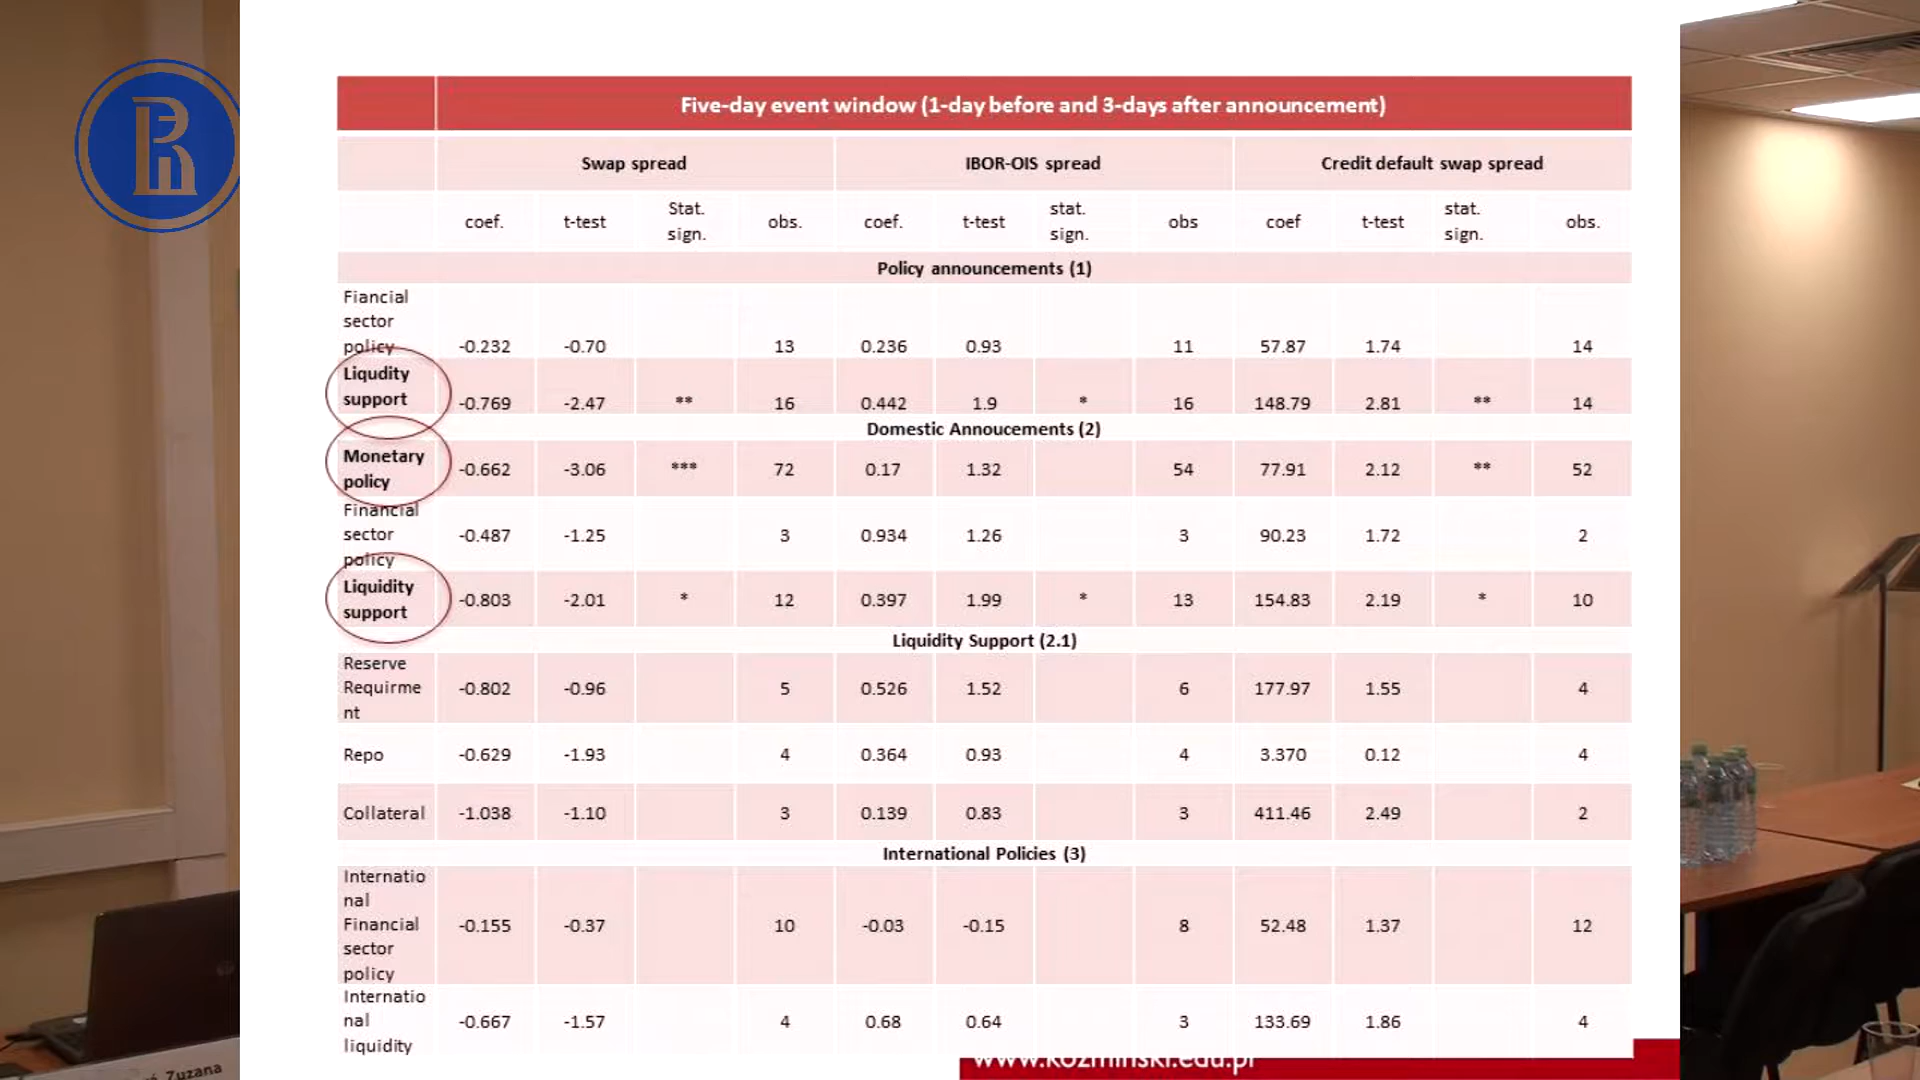 Five-day event window (1-day before and 3-days after announcement)
Swap spread IBOR-OIS spread Credit default swap spread
coef. t-test Stat. sign. obs. coef. t-test stat. sign. obs coef t-test stat. sign. obs.
Policy announcements (1)
Fiancial
sector
policy -0.232 -0.70 13 0.236 0.93 11 57.87 1.74 14
Liqudity
support -0.769 -2.47 ** 16 0.442 1.9 * 16 148.79 2.81 ** 14
Domestic Annoucements (2)
Monetary
policy -0.662 -3.06 *** 72 0.17 1.32 54 77.91 2.12 ** 52
Financial
sector
policy -0.487 -1.25 3 0.934 1.26 3 90.23 1.72 2
Liquidity
support -0.803 -2.01 * 12 0.397 1.99 * 13 154.83 2.19 * 10
Liquidity Support (2.1)
Reserve
Requirme
nt -0.802 -0.96 5 0.526 1.52 6 177.97 1.55 4
Repo -0.629 -1.93 4 0.364 0.93 4 3.370 0.12 4
Collateral -1.038 -1.10 3 0.139 0.83 3 411.46 2.49 2
International Policies (3)
Internatio
nal
Financial
sector
policy -0.155 -0.37 10 -0.03 -0.15 8 52.48 1.37 12
Internatio
nal
liquidity -0.667 -1.57 4 0.68 0.64 3 133.69 1.86 4
www.kozminski.edu.pl
Zuzana